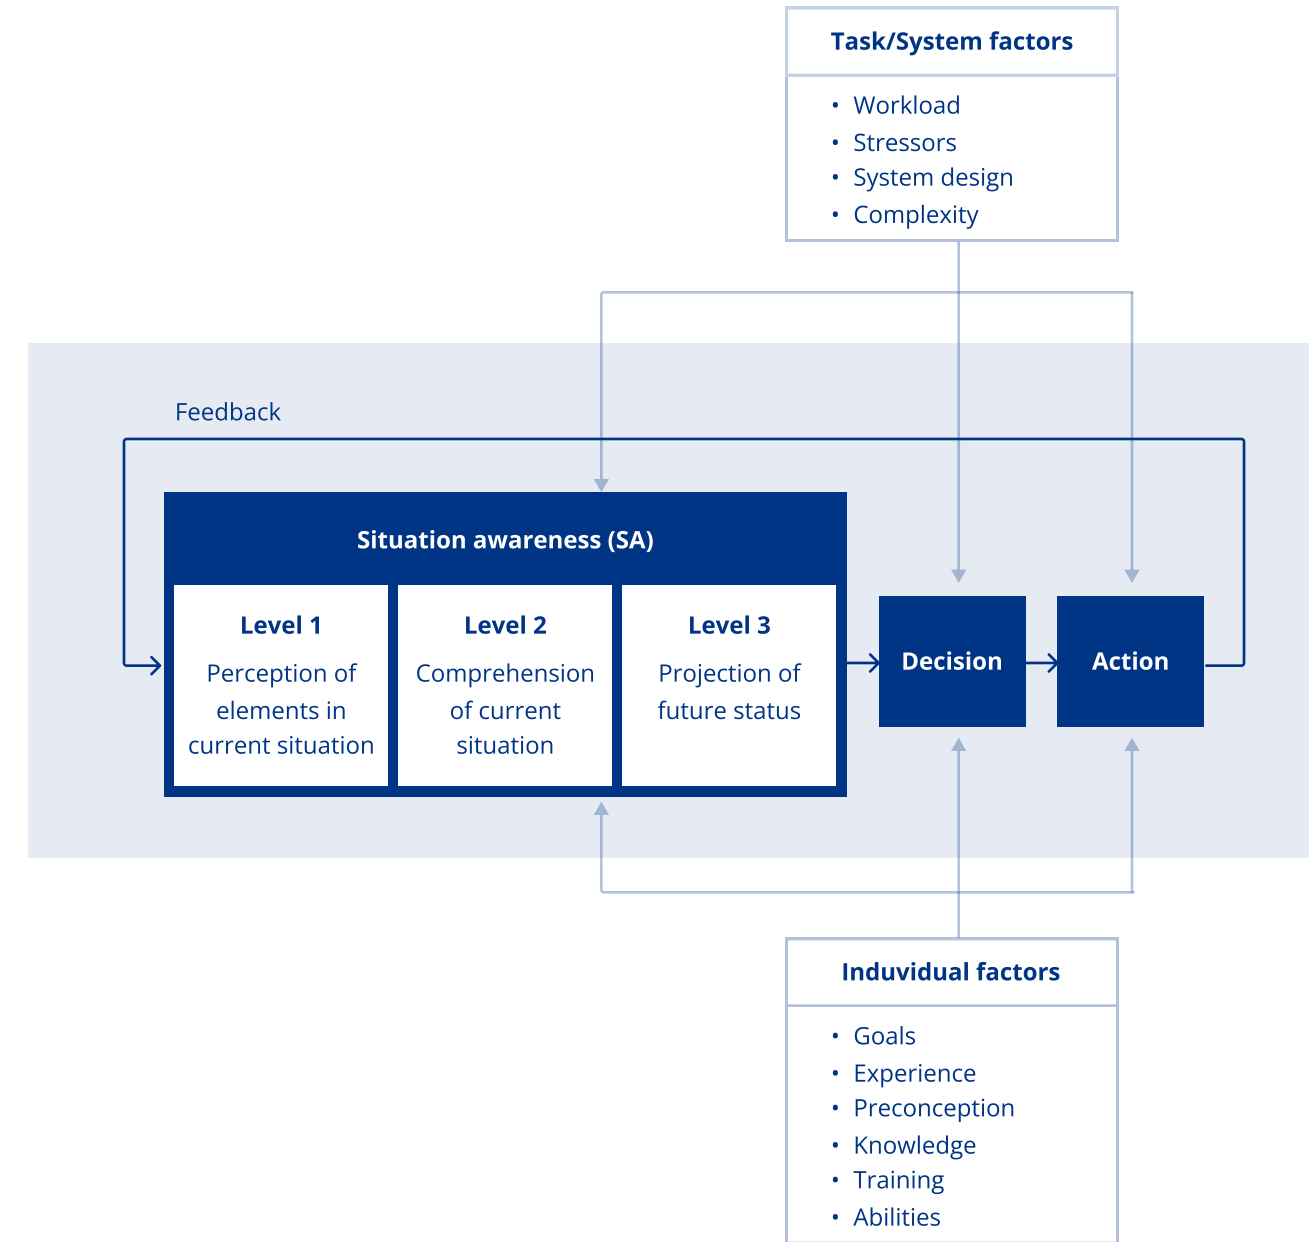 Task/System factors
• Workload
• Stressors
• System design
• Complexity
Feedback
Situation awareness (SA)
Level 1
Perception of
elements in
current situation
Level 2
Comprehension
of current
situation
Level 3
Projection of
future status
Decision
Action
Induvidual factors
• Goals
• Experience
• Preconception
• Knowledge
• Training
• Abilities